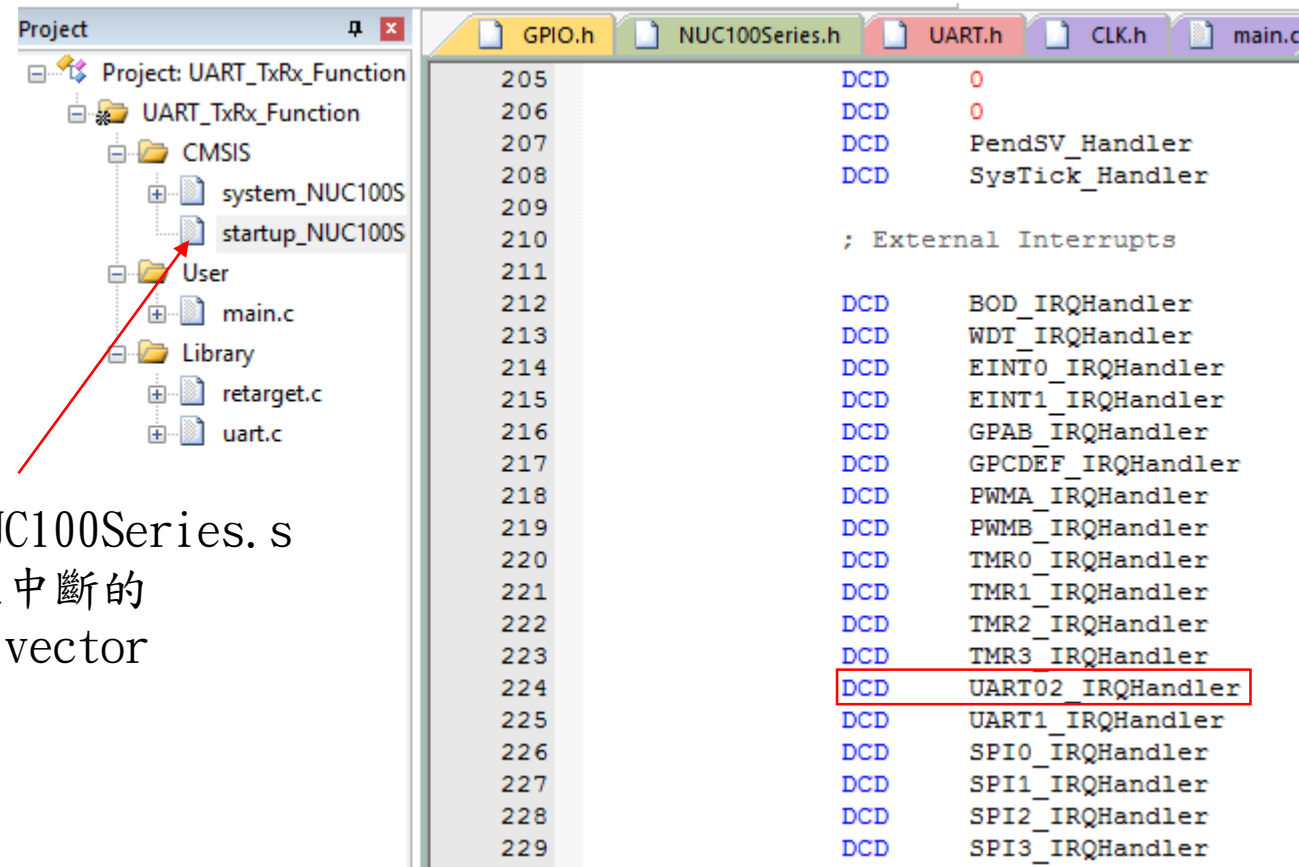 Project
Project: UART_TxRx_Function
UART_TxRx_Function
CMSIS
system_NUC100S
startup_NUC100S
User
main.c
Library
retarget.c
uart.c
UC100Series.s
中斷的
vector
GPIO.h NUC100Series.h UART.h CLK.h main.c
205 DCD 0
206 DCD 0
207 DCD PendSV_Handler
208 DCD SysTick_Handler
209
210 ; External Interrupts
211
212 DCD BOD_IRQHandler
213 DCD WDT_IRQHandler
214 DCD EINT0_IRQHandler
215 DCD EINT1_IRQHandler
216 DCD GPAB_IRQHandler
217 DCD GPCDEF_IRQHandler
218 DCD PWMA_IRQHandler
219 DCD PWMB_IRQHandler
220 DCD TMR0_IRQHandler
221 DCD TMR1_IRQHandler
222 DCD TMR2_IRQHandler
223 DCD TMR3_IRQHandler
224 DCD UART02_IRQHandler
225 DCD UART1_IRQHandler
226 DCD SPI0_IRQHandler
227 DCD SPI1_IRQHandler
228 DCD SPI2_IRQHandler
229 DCD SPI3_IRQHandler